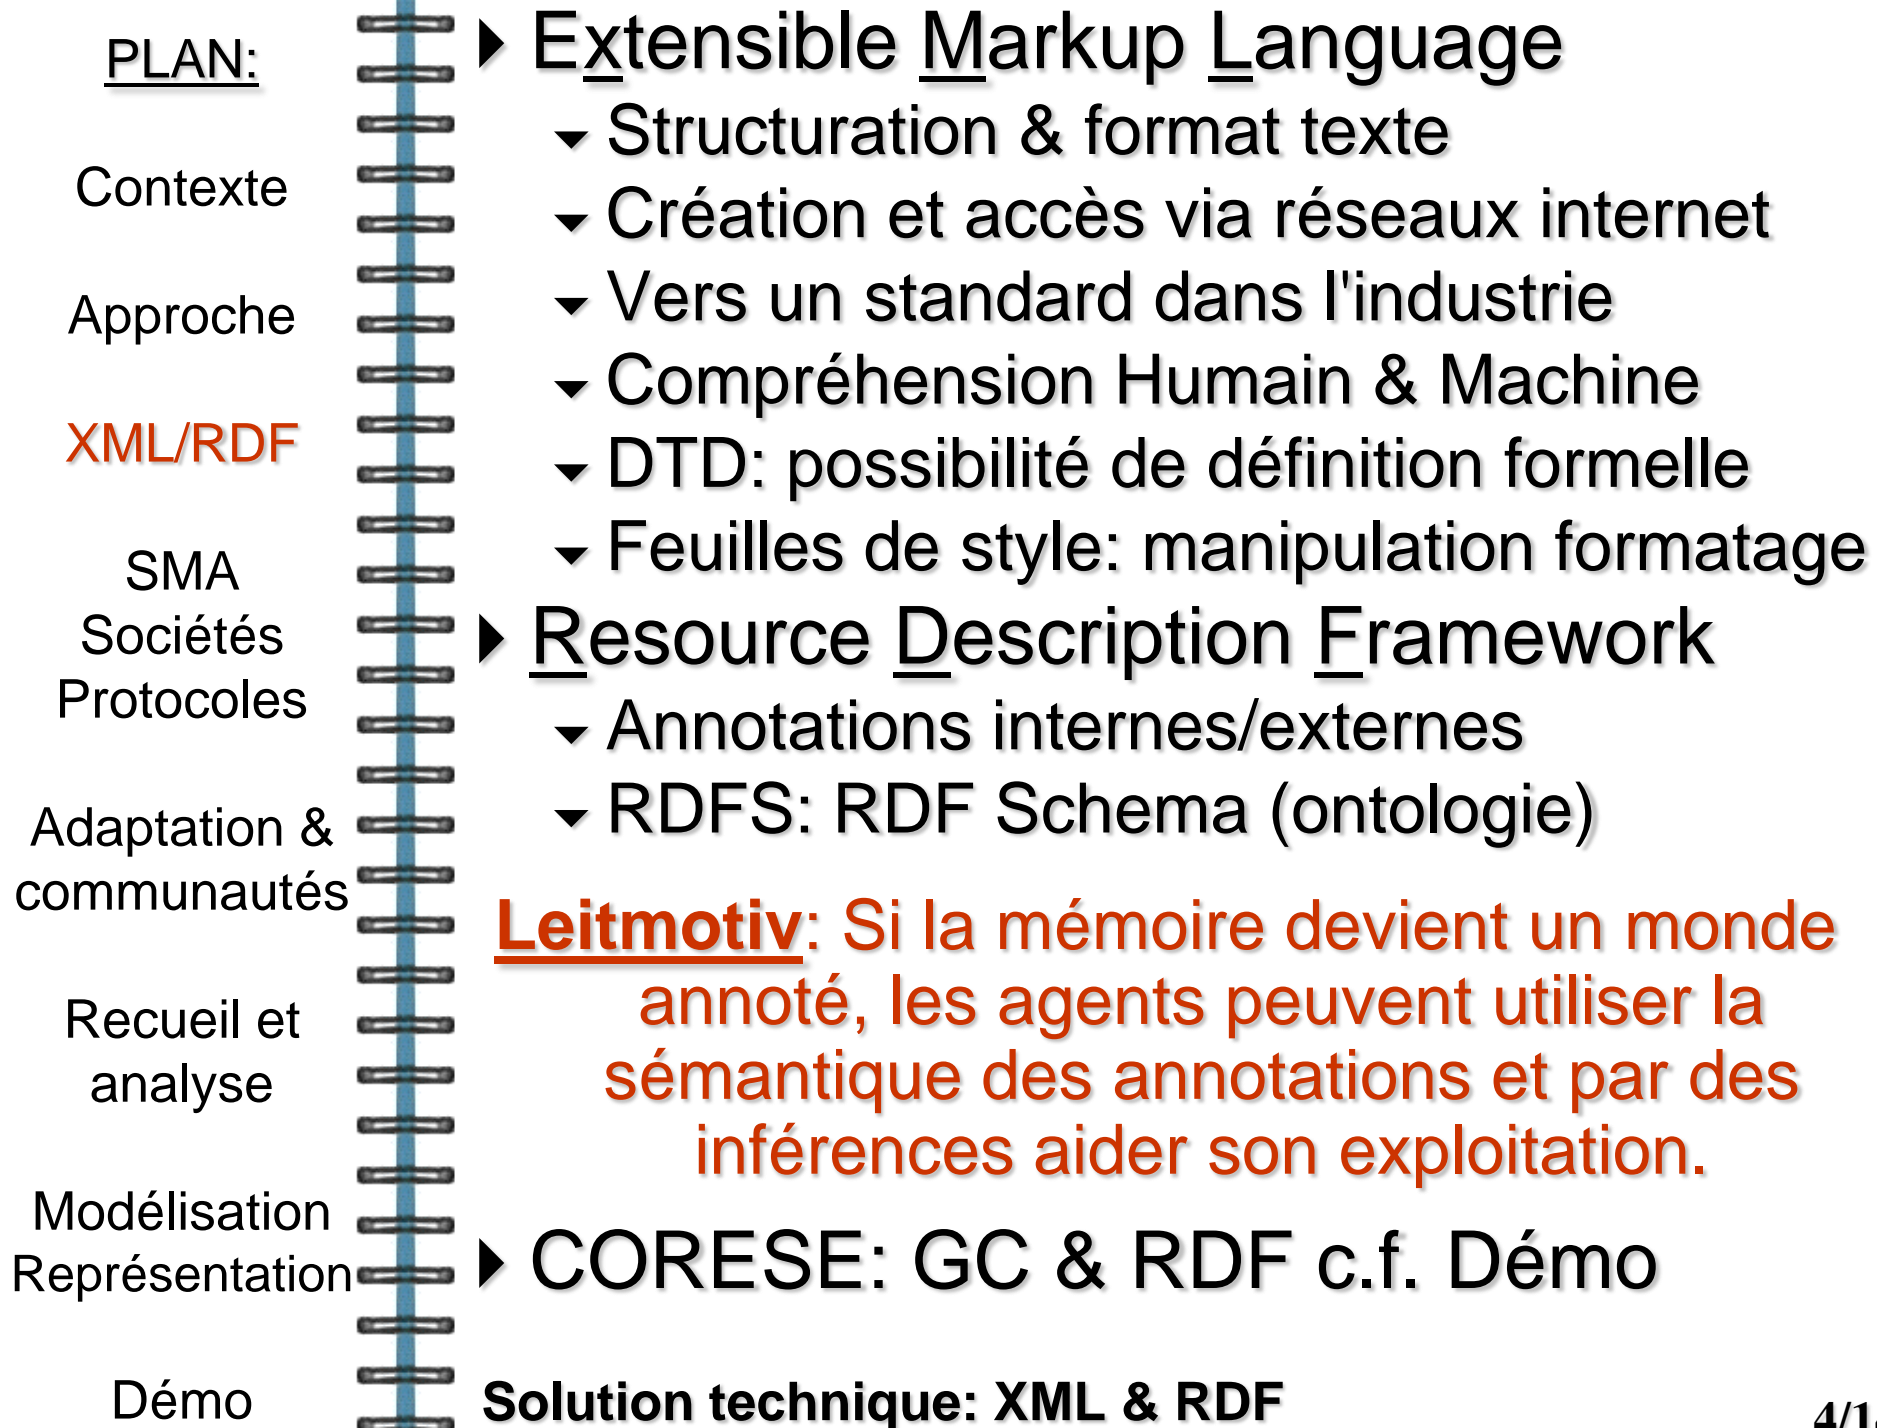 PLAN:
Contexte
Approche
XML/RDF
SMA
Sociétés
Protocoles
Adaptation &
communautés
Recueil et
analyse
Modélisation
Représentation
Démo
Extensible Markup Language
Structuration & format texte
Création et accès via réseaux internet
Vers un standard dans l'industrie
Compréhension Humain & Machine
DTD: possibilité de définition formelle
Feuilles de style: manipulation formatage
Resource Description Framework
Annotations internes/externes
RDFS: RDF Schema (ontologie)
Leitmotiv: Si la mémoire devient un monde
annoté, les agents peuvent utiliser la
sémantique des annotations et par des
inférences aider son exploitation.
CORESE: GC & RDF c.f. Démo
Solution technique: XML & RDF